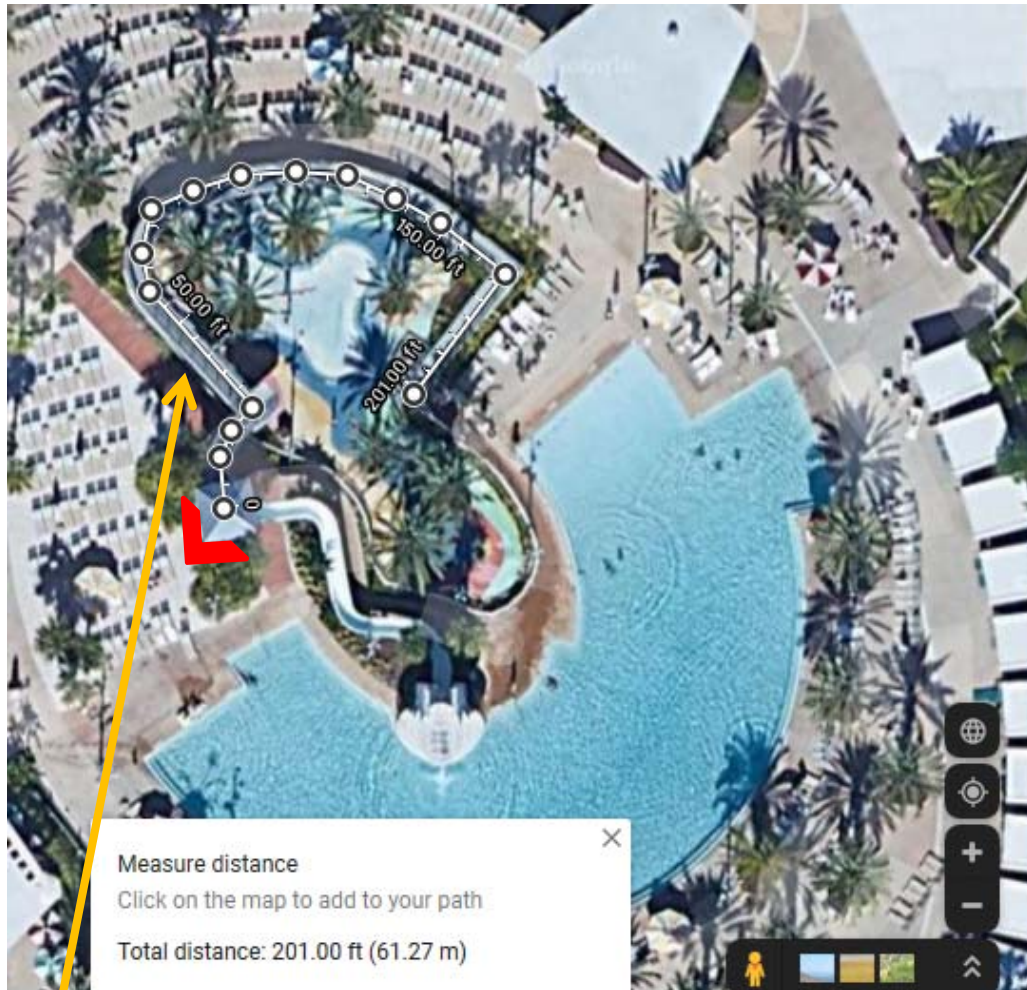 Google
150.00 ft
50.00 ft
201.00 ft
0
Measure distance
Click on the map to add to your path
Total distance: 201.00 ft (61.27 m)